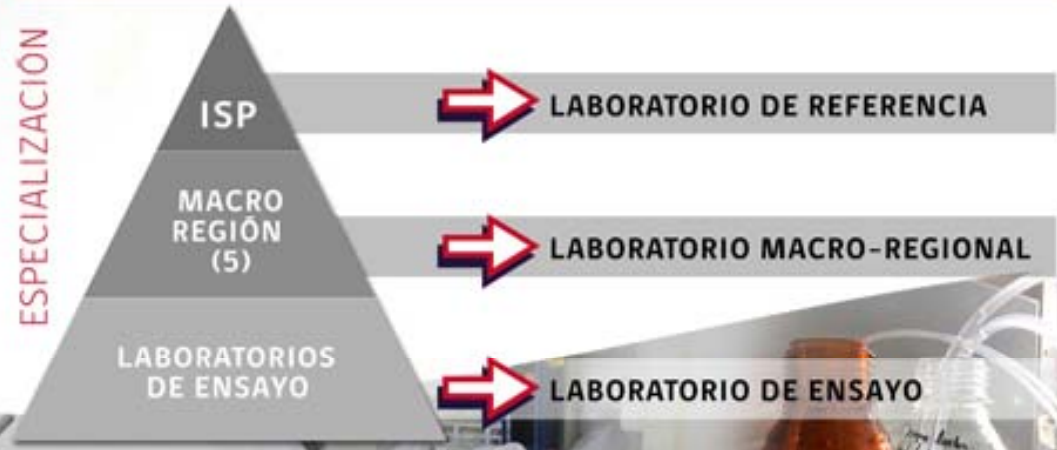 ESPECIALIZACIÓN
ISP
LABORATORIO DE REFERENCIA
MACRO
REGIÓN
(5)
LABORATORIO MACRO-REGIONAL
LABORATORIOS
DE ENSAYO
LABORATORIO DE ENSAYO